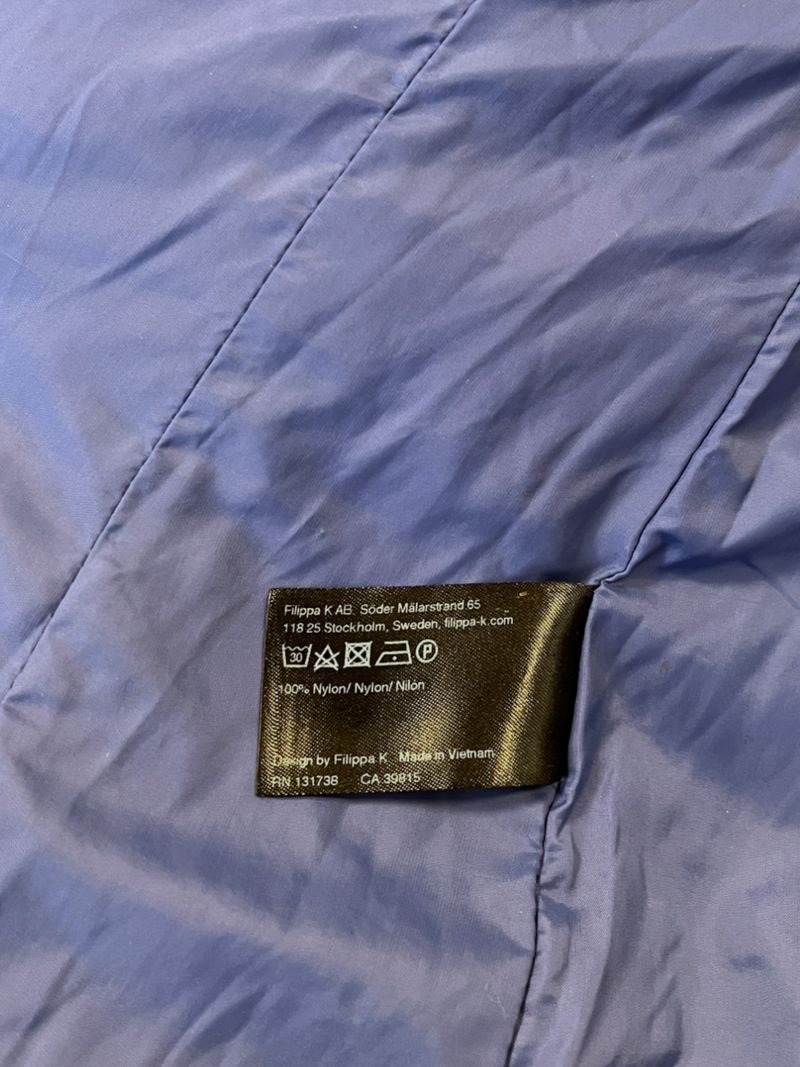 Filippa K AB. Söder Mälarstrand 65
118 25 Stockholm, Sweden, filippa-k.com
30 P
100% Nylon/ Nylon/ Nilón
Design by Filippa K Made in Vietnam
RN 131738 CA 39815